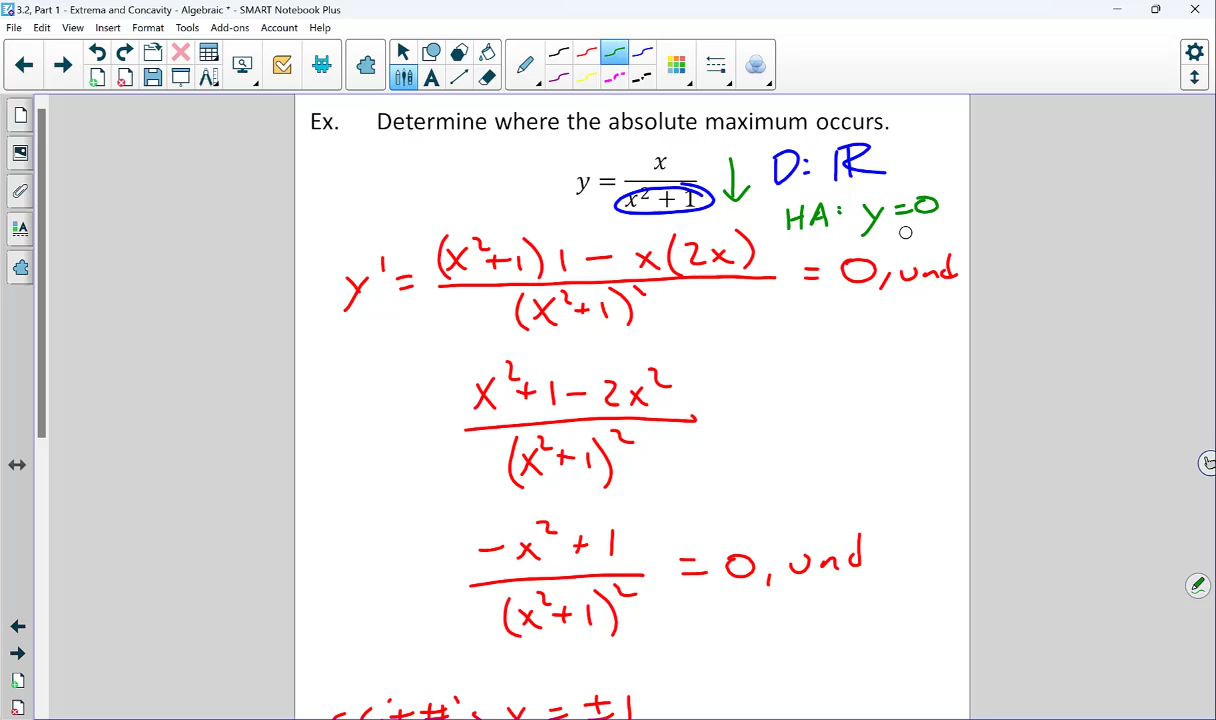 3.2, Part 1 - Extrema and Concavity - Algebraic * - SMART Notebook Plus
File Edit View Insert Format Tools Add-ons Account Help
Ex. Determine where the absolute maximum occurs.
y = x / (x² + 1) ↓ D: ℝ
HA: y = 0
y' = ((x²+1) 1 − x(2x)) / (x²+1)² = 0, und
(x²+1 − 2x²) / (x²+1)²
(−x² + 1) / (x²+1)² = 0, und
x = ±1